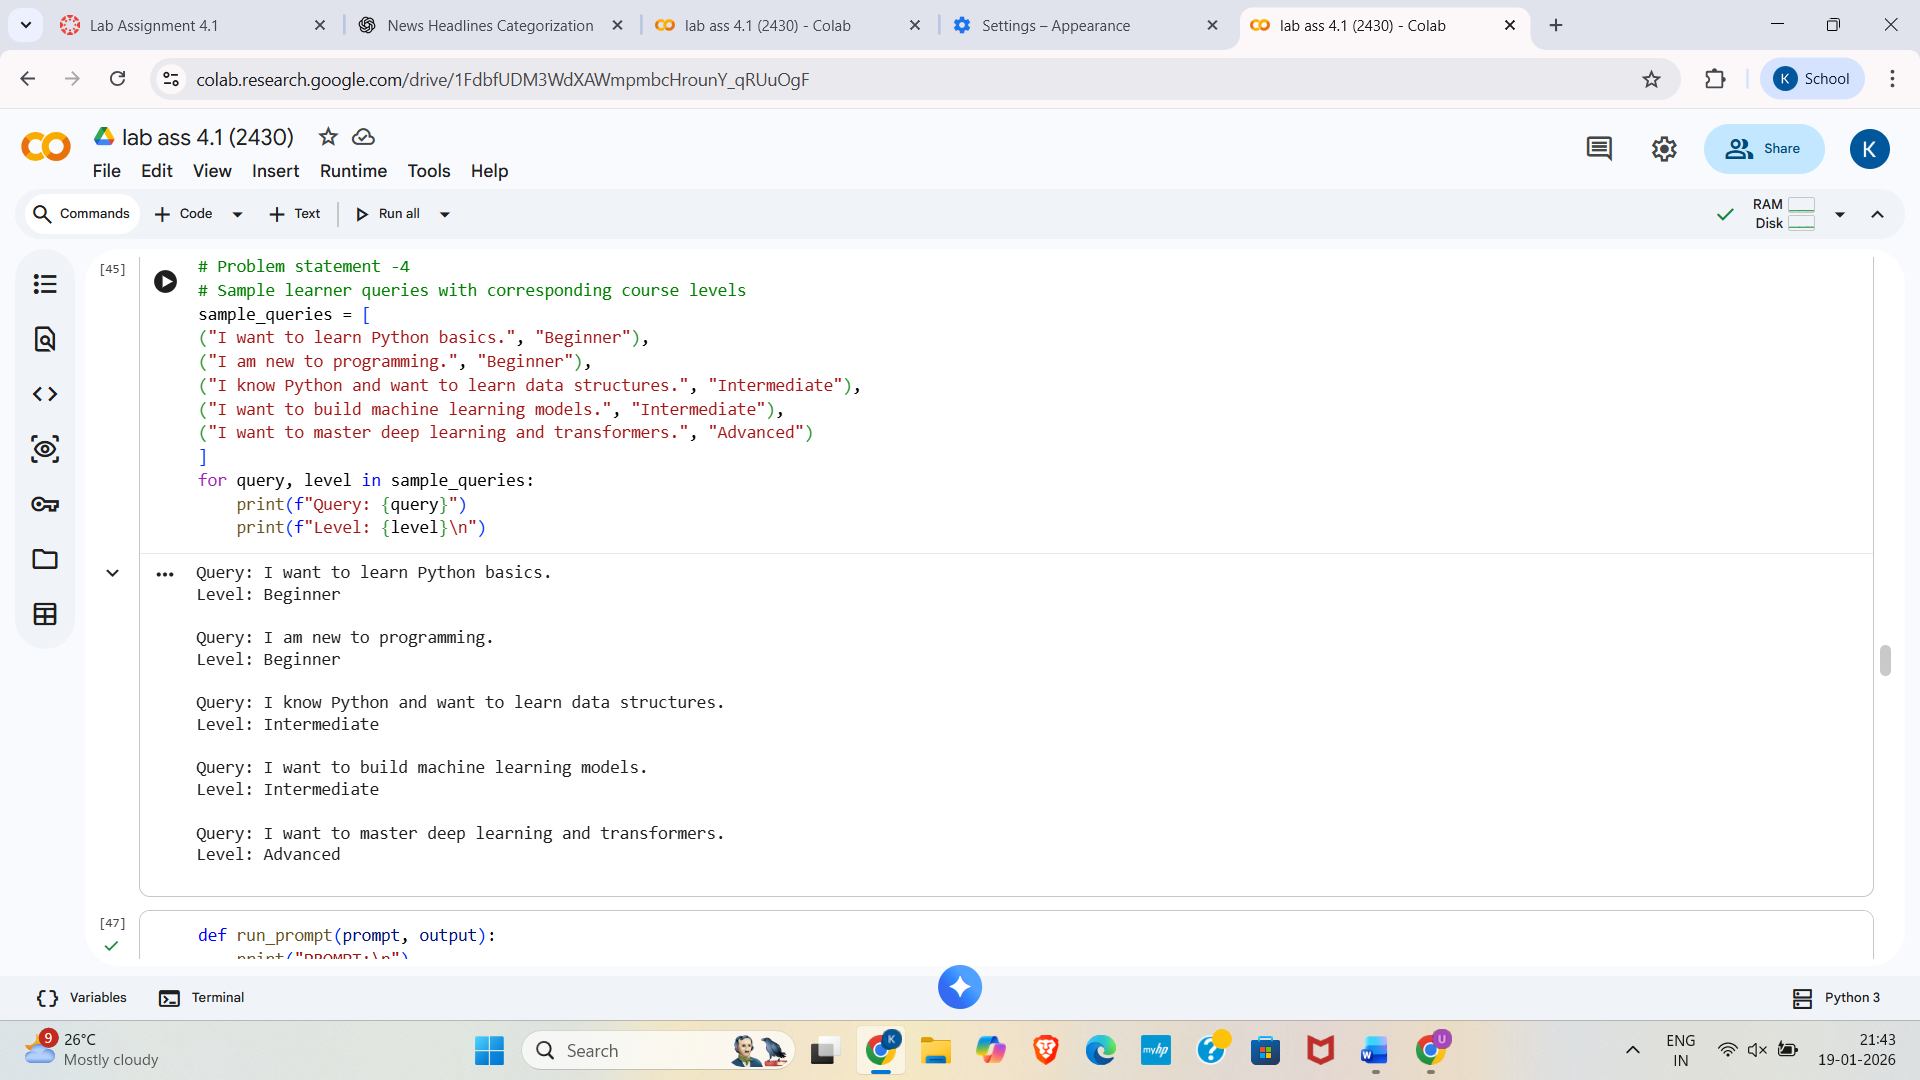 Lab Assignment 4.1
News Headlines Categorization
lab ass 4.1 (2430) - Colab
Settings – Appearance
lab ass 4.1 (2430) - Colab
colab.research.google.com/drive/1FdbfUDM3WdXAWmpmbcHrounY_qRUuOgF
K School
lab ass 4.1 (2430)
File Edit View Insert Runtime Tools Help
Share
K
Commands
+ Code
+ Text
Run all
RAM
Disk
[45]
# Problem statement -4
# Sample learner queries with corresponding course levels
sample_queries = [
("I want to learn Python basics.", "Beginner"),
("I am new to programming.", "Beginner"),
("I know Python and want to learn data structures.", "Intermediate"),
("I want to build machine learning models.", "Intermediate"),
("I want to master deep learning and transformers.", "Advanced")
]
for query, level in sample_queries:
    print(f"Query: {query}")
    print(f"Level: {level}\n")
Query: I want to learn Python basics.
Level: Beginner
Query: I am new to programming.
Level: Beginner
Query: I know Python and want to learn data structures.
Level: Intermediate
Query: I want to build machine learning models.
Level: Intermediate
Query: I want to master deep learning and transformers.
Level: Advanced
[47]
def run_prompt(prompt, output):
    print("PROMPT:\n")
Variables
Terminal
Python 3
9
26°C
Mostly cloudy
Search
K
myhp
W
U
ENG
IN
21:43
19-01-2026